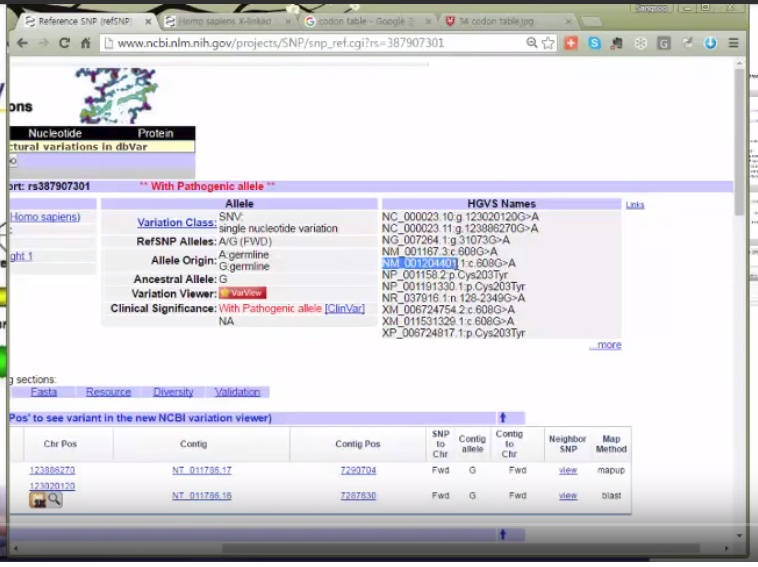 Sangsoo
Reference SNP (refSNP) x
Homo sapiens X-linked x
codon table - Google x
14 codon table.jpg x
www.ncbi.nlm.nih.gov/projects/SNP/snp_ref.cgi?rs=387907301
ons
Nucleotide Protein
ctural variations in dbVar
ort: rs387907301 ** With Pathogenic allele **
Homo sapiens)
ght 1
Allele
Variation Class: SNV:
single nucleotide variation
RefSNP Alleles: A/G (FWD)
Allele Origin: A:germline
G:germline
Ancestral Allele: G
Variation Viewer: VarView
Clinical Significance: With Pathogenic allele [ClinVar]
NA
HGVS Names
NC_000023.10:g.123020120G>A
NC_000023.11:g.123886270G>A
NG_007264.1:g.31073G>A
NM_001167.3:c.608G>A
NM_001204401.1:c.608G>A
NP_001158.2:p.Cys203Tyr
NP_001191330.1:p.Cys203Tyr
NR_037916.1:n.128-2349G>A
XM_006724754.2:c.608G>A
XM_011531329.1:c.608G>A
XP_006724817.1:p.Cys203Tyr
...more
Links
g sections:
Fasta Resource Diversity Validation
Pos' to see variant in the new NCBI variation viewer)
Chr Pos Contig Contig Pos SNP to Chr Contig allele Contig to Chr Neighbor SNP Map Method
123886270 NT_011786.17 7290704 Fwd G Fwd view mapup
123020120 NT_011786.16 7287830 Fwd G Fwd view blast